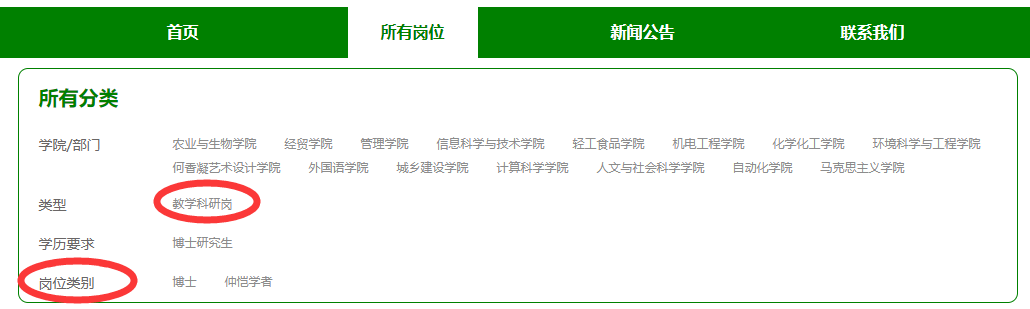 首页 所有岗位 新闻公告 联系我们
所有分类
学院/部门 农业与生物学院 经贸学院 管理学院 信息科学与技术学院 轻工食品学院 机电工程学院 化学化工学院 环境科学与工程学院
何香凝艺术设计学院 外国语学院 城乡建设学院 计算科学学院 人文与社会科学学院 自动化学院 马克思主义学院
类型 教学科研岗
学历要求 博士研究生
岗位类别 博士 仲恺学者